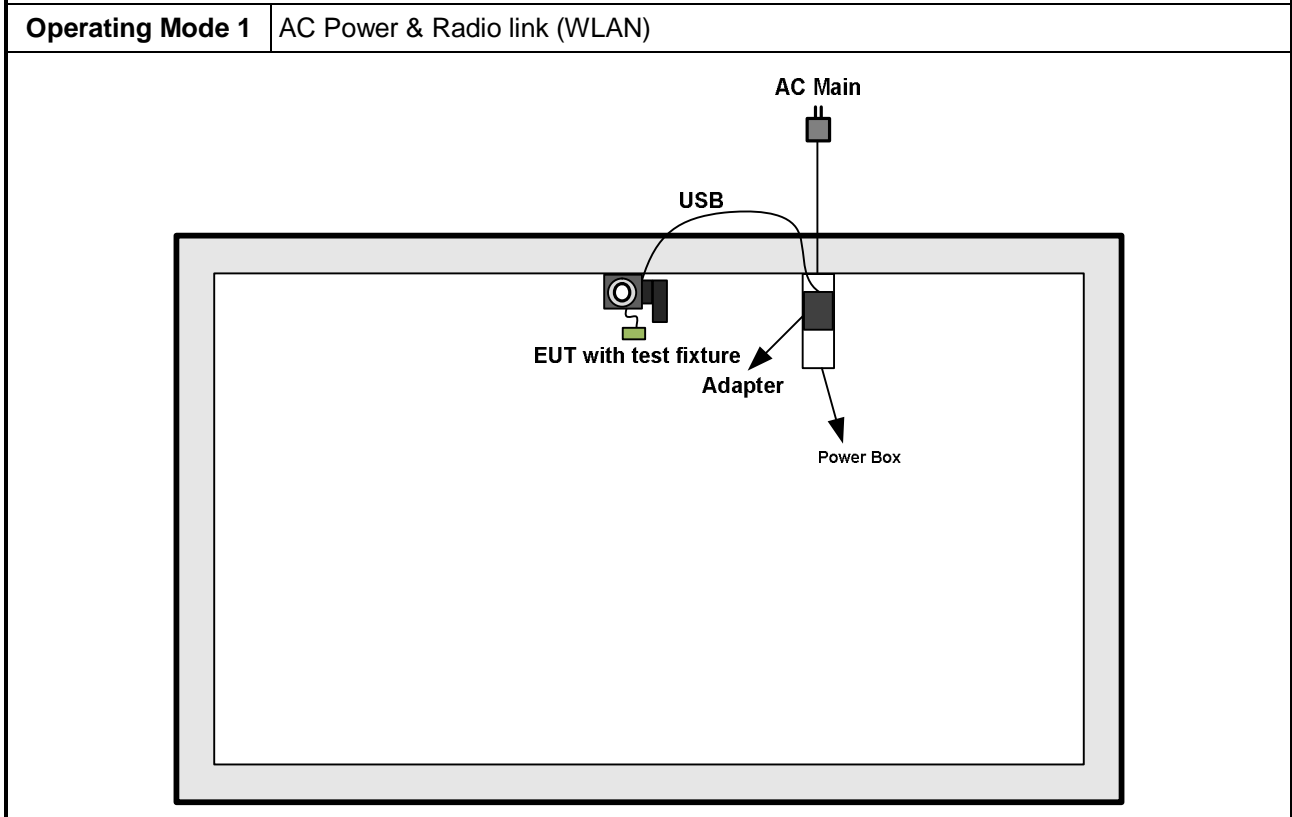 Operating Mode 1 AC Power & Radio link (WLAN)
AC Main
USB
EUT with test fixture
Adapter
Power Box